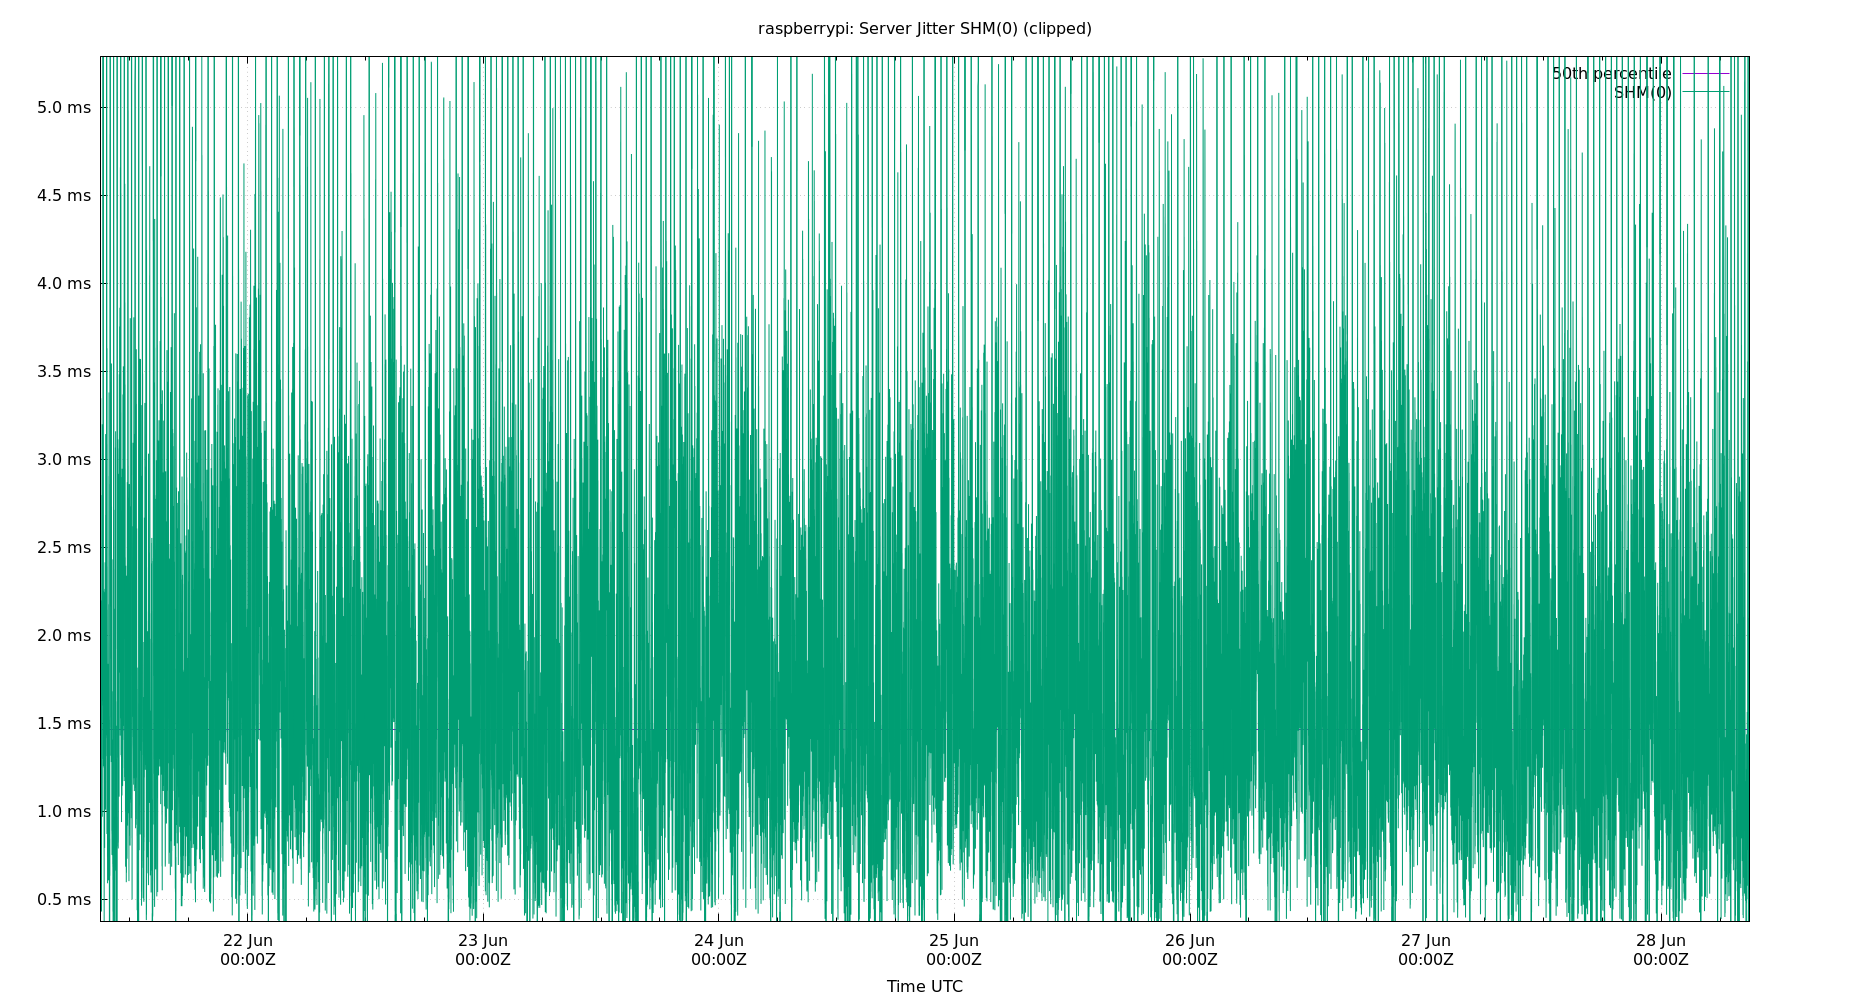 raspberrypi: Server Jitter SHM(0) (clipped)
50th percentile
SHM(0)
5.0 ms
4.5 ms
4.0 ms
3.5 ms
3.0 ms
2.5 ms
2.0 ms
1.5 ms
1.0 ms
0.5 ms
22 Jun 23 Jun 24 Jun 25 Jun 26 Jun 27 Jun 28 Jun
00:00Z 00:00Z 00:00Z 00:00Z 00:00Z 00:00Z 00:00Z
Time UTC